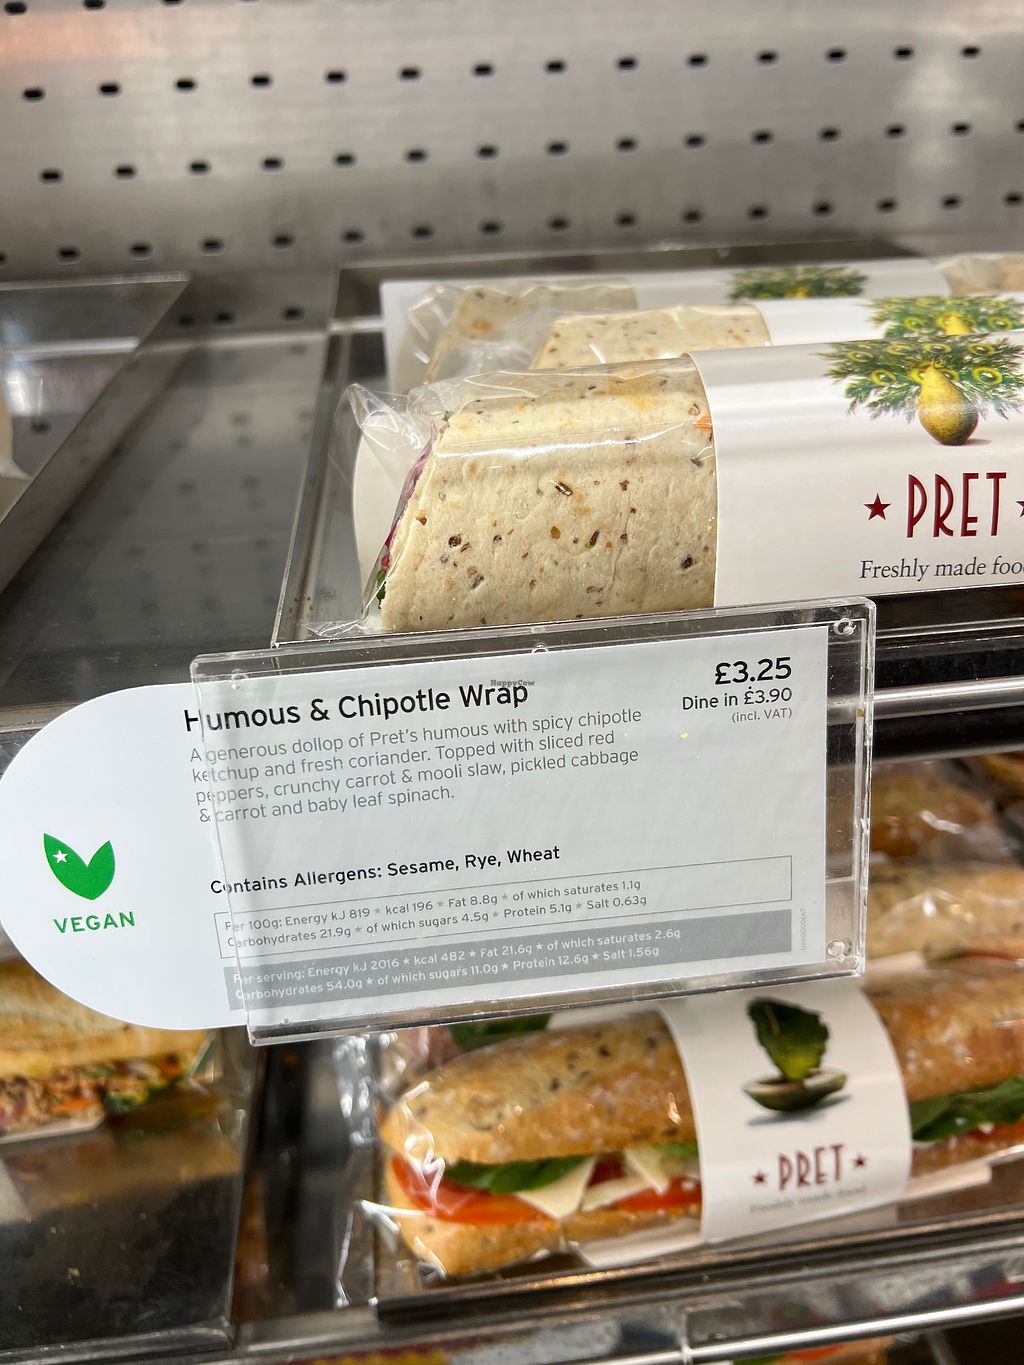 PRET
Freshly made foo
HappyCow
Humous & Chipotle Wrap
£3.25
Dine in £3.90
(incl. VAT)
A generous dollop of Pret's humous with spicy chipotle
ketchup and fresh coriander. Topped with sliced red
peppers, crunchy carrot & mooli slaw, pickled cabbage
& carrot and baby leaf spinach.
VEGAN
Contains Allergens: Sesame, Rye, Wheat
Per 100g: Energy kJ 819 ★ kcal 196 ★ Fat 8.8g ★ of which saturates 1.1g
Carbohydrates 21.9g ★ of which sugars 4.5g ★ Protein 5.1g ★ Salt 0.63g
Per serving: Energy kJ 2016 ★ kcal 482 ★ Fat 21.6g ★ of which saturates 2.6g
Carbohydrates 54.0g ★ of which sugars 11.0g ★ Protein 12.6g ★ Salt 1.56g
PRET
Freshly made food